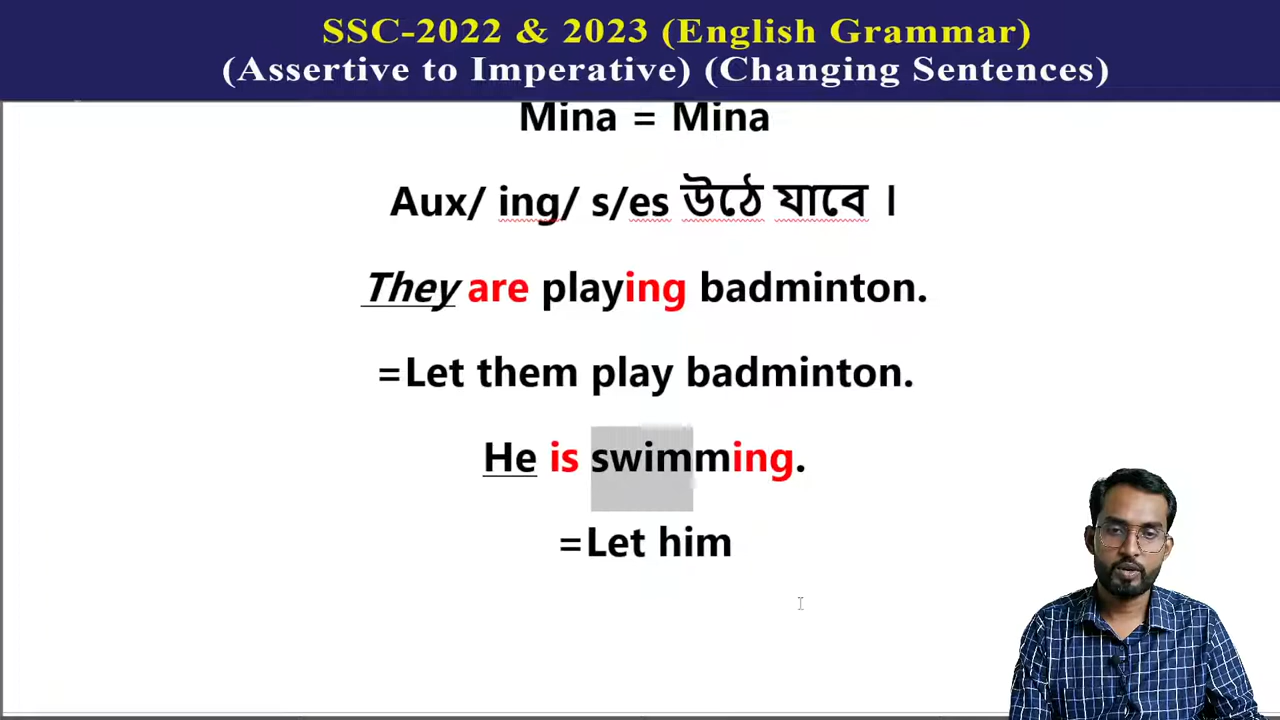 SSC-2022 & 2023 (English Grammar)
(Assertive to Imperative) (Changing Sentences)
Mina = Mina
Aux/ ing/ s/es উঠে যাবে ।
They are playing badminton.
=Let them play badminton.
He is swimming.
=Let him